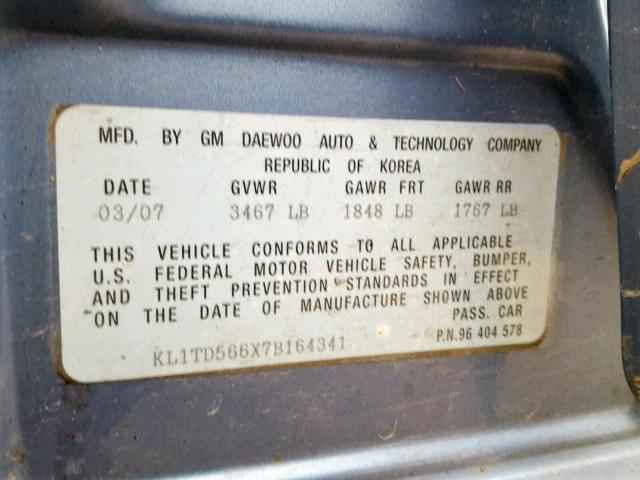 MFD. BY GM DAEWOO AUTO & TECHNOLOGY COMPANY
REPUBLIC OF KOREA
DATE GVWR GAWR FRT GAWR RR
03/07 3467 LB 1848 LB 1767 LB
THIS VEHICLE CONFORMS TO ALL APPLICABLE
U.S. FEDERAL MOTOR VEHICLE SAFETY, BUMPER,
AND THEFT PREVENTION STANDARDS IN EFFECT
ON THE DATE OF MANUFACTURE SHOWN ABOVE
PASS. CAR
KL1TD566X7B164341 P.N.96 404 578